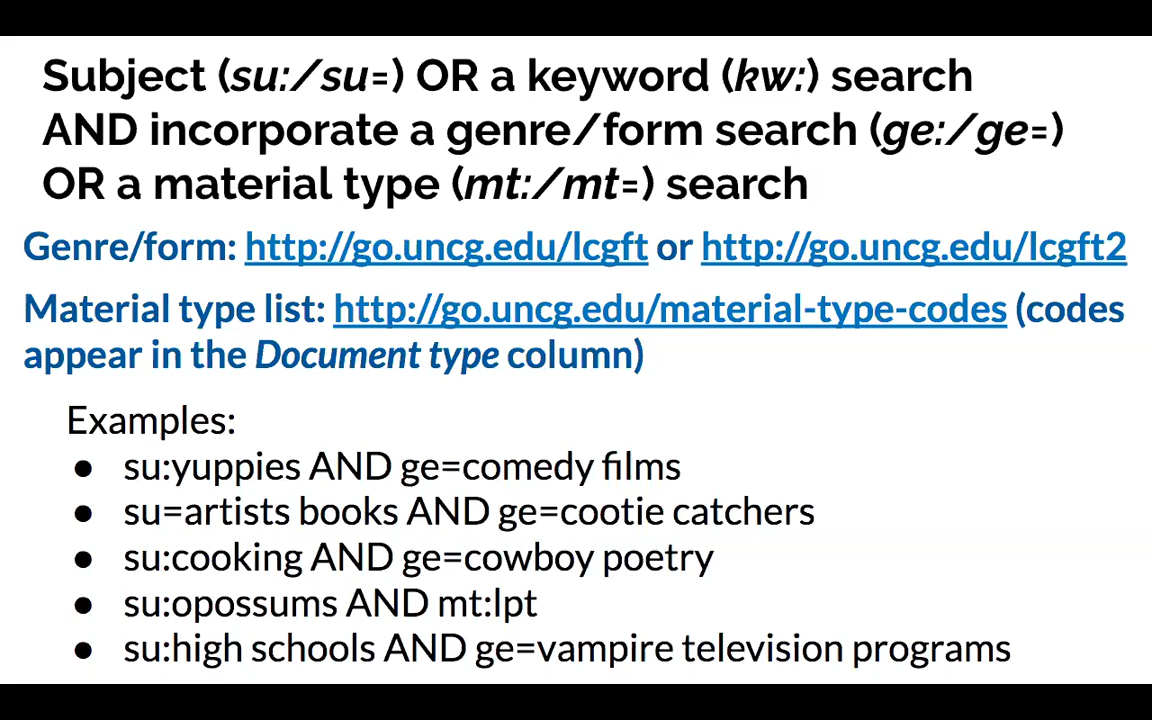 Subject (su:/su=) OR a keyword (kw:) search
AND incorporate a genre/form search (ge:/ge=)
OR a material type (mt:/mt=) search
Genre/form: http://go.uncg.edu/lcgft or http://go.uncg.edu/lcgft2
Material type list: http://go.uncg.edu/material-type-codes (codes
appear in the Document type column)
Examples:
● su:yuppies AND ge=comedy films
● su=artists books AND ge=cootie catchers
● su:cooking AND ge=cowboy poetry
● su:opossums AND mt:lpt
● su:high schools AND ge=vampire television programs